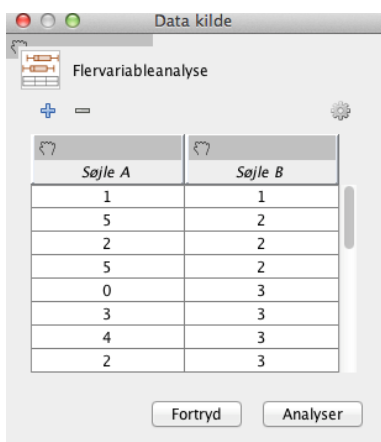 Data kilde
Flervariableanalyse
Søjle A Søjle B
1 1
5 2
2 2
5 2
0 3
3 3
4 3
2 3
Fortryd Analyser